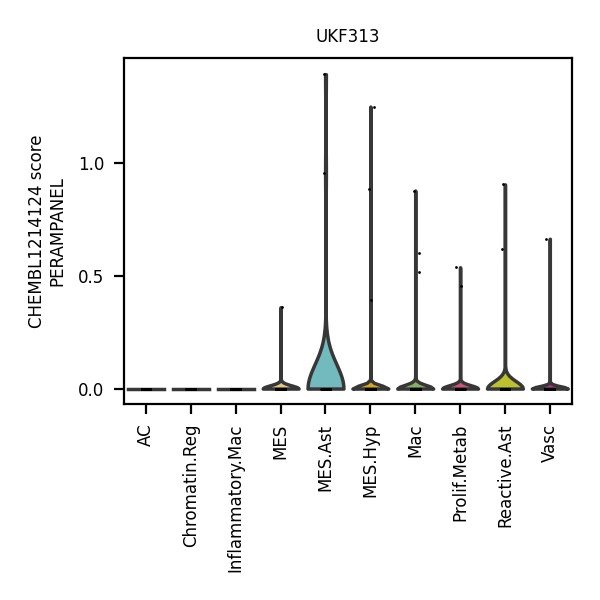 UKF313
CHEMBL1214124 score
PERAMPANEL
1.0
0.5
0.0
AC
Chromatin.Reg
Inflammatory.Mac
MES
MES.Ast
MES.Hyp
Mac
Prolif.Metab
Reactive.Ast
Vasc